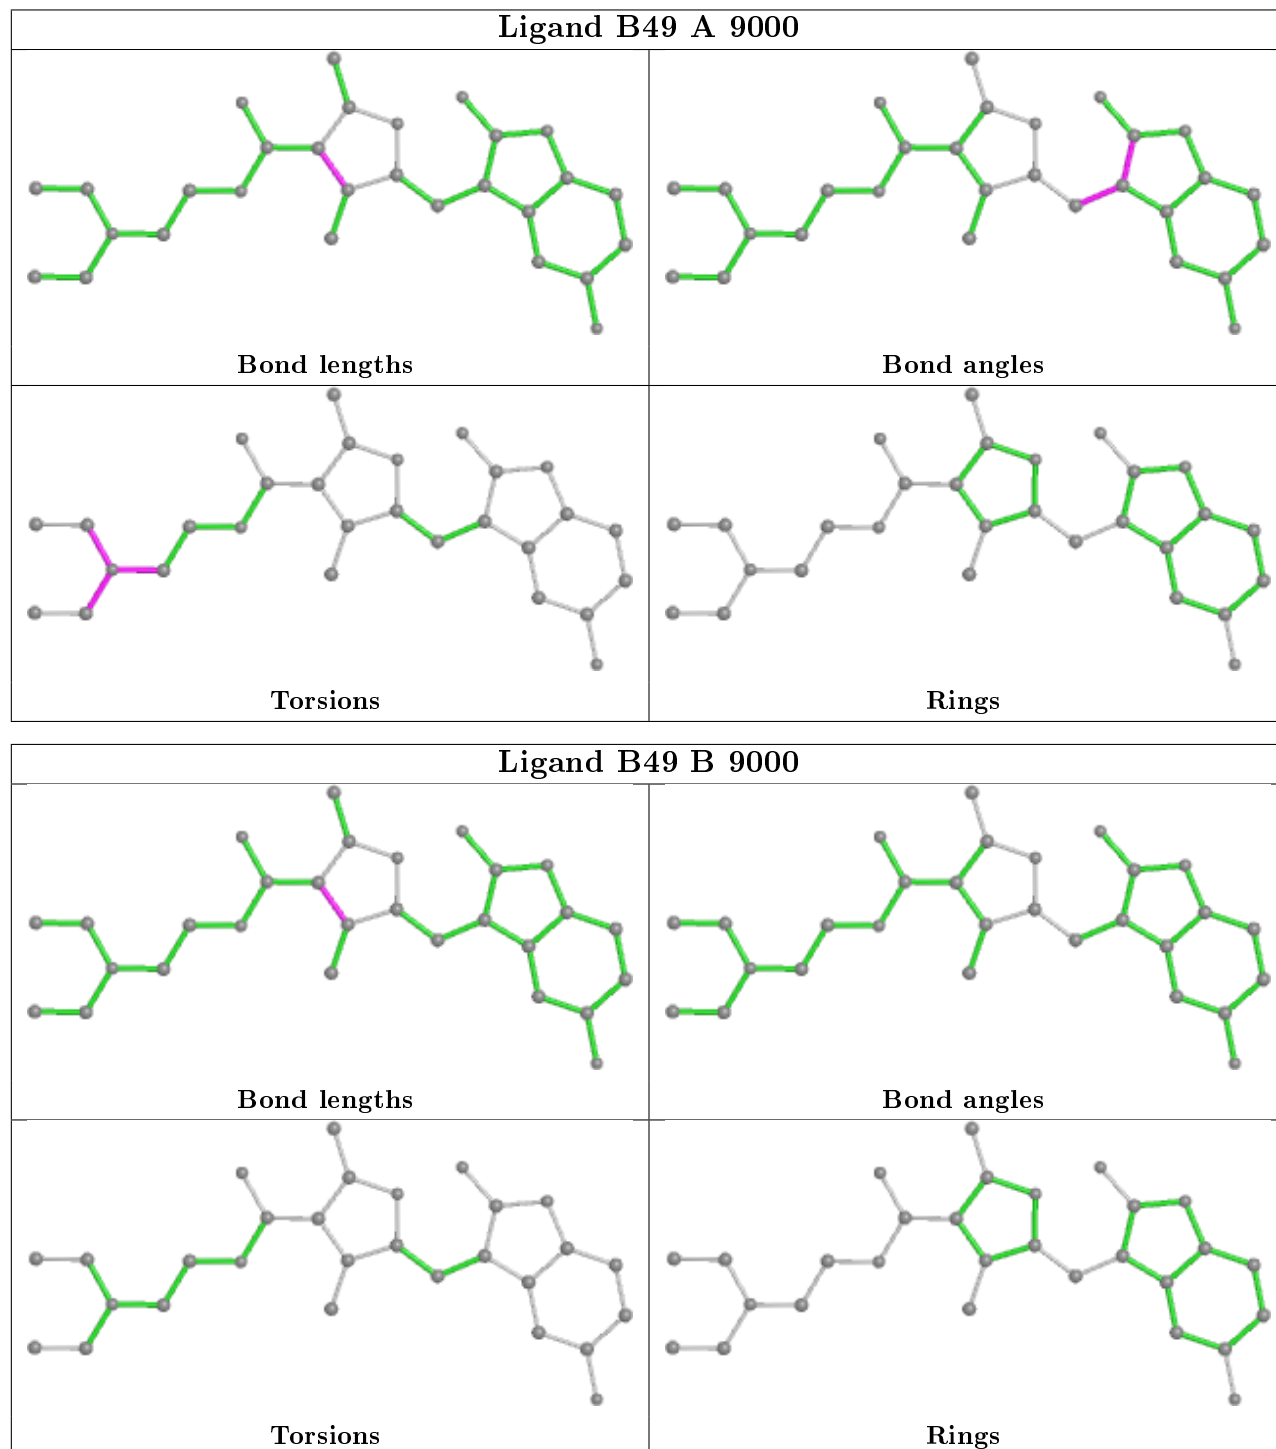 Ligand B49 A 9000
Bond lengths
Bond angles
Torsions
Rings
Ligand B49 B 9000
Bond lengths
Bond angles
Torsions
Rings